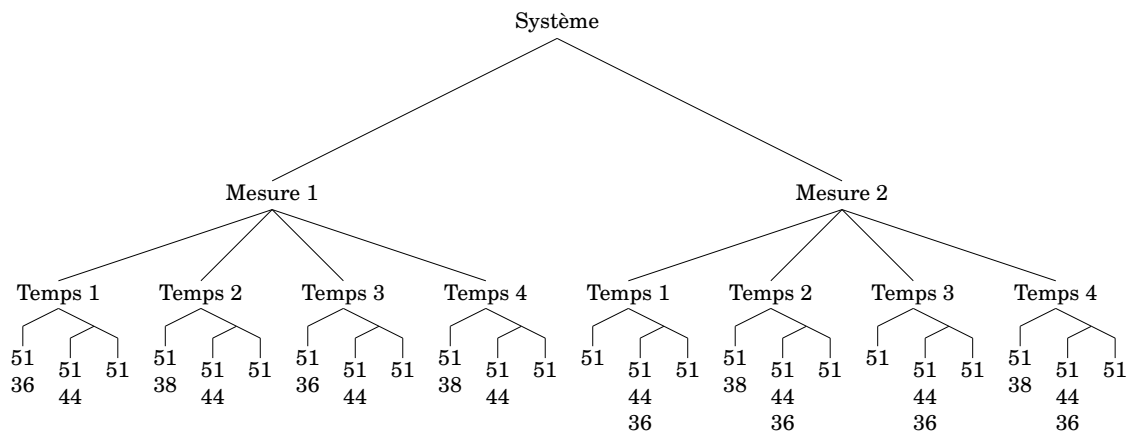 Système
Mesure 1 Mesure 2
Temps 1 Temps 2 Temps 3 Temps 4 Temps 1 Temps 2 Temps 3 Temps 4
51 51 51 51 51 51 51 51 51 51 51 51 51 51 51 51 51 51 51 51 51 51 51 51
36 44 38 44 36 44 38 44 44 38 44 44 38 44
36 36 36 36